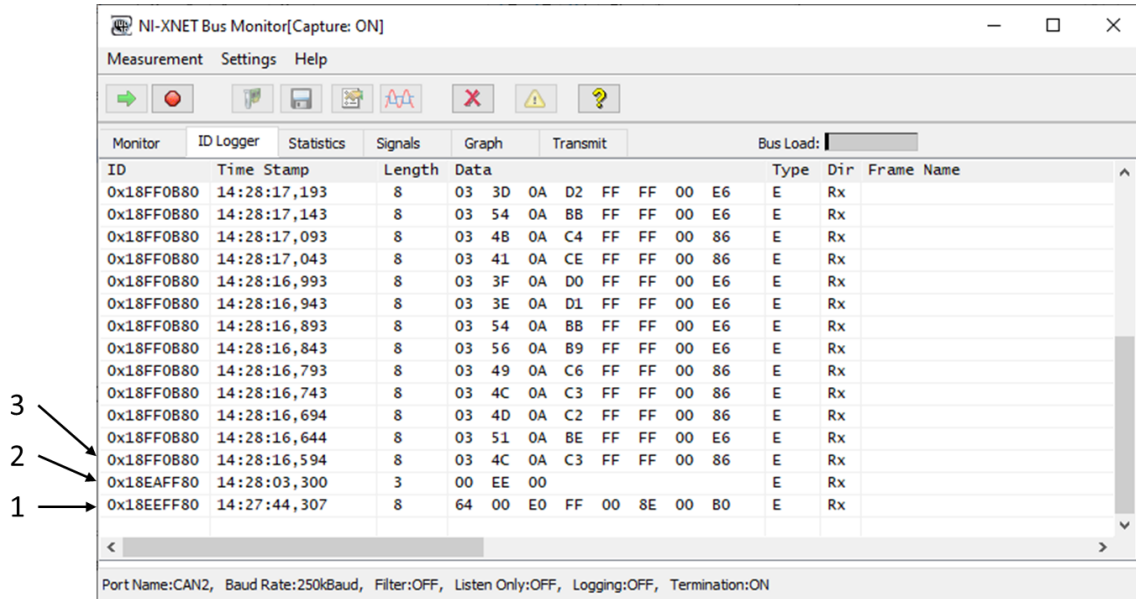 NI-XNET Bus Monitor[Capture: ON]
Measurement Settings Help
Monitor ID Logger Statistics Signals Graph Transmit Bus Load:
ID Time Stamp Length Data Type Dir Frame Name
0x18FF0B80 14:28:17,193 8 03 3D 0A D2 FF FF 00 E6 E Rx
0x18FF0B80 14:28:17,143 8 03 54 0A BB FF FF 00 E6 E Rx
0x18FF0B80 14:28:17,093 8 03 4B 0A C4 FF FF 00 86 E Rx
0x18FF0B80 14:28:17,043 8 03 41 0A CE FF FF 00 86 E Rx
0x18FF0B80 14:28:16,993 8 03 3F 0A D0 FF FF 00 E6 E Rx
0x18FF0B80 14:28:16,943 8 03 3E 0A D1 FF FF 00 E6 E Rx
0x18FF0B80 14:28:16,893 8 03 54 0A BB FF FF 00 E6 E Rx
0x18FF0B80 14:28:16,843 8 03 56 0A B9 FF FF 00 E6 E Rx
0x18FF0B80 14:28:16,793 8 03 49 0A C6 FF FF 00 86 E Rx
0x18FF0B80 14:28:16,743 8 03 4C 0A C3 FF FF 00 86 E Rx
0x18FF0B80 14:28:16,694 8 03 4D 0A C2 FF FF 00 86 E Rx
0x18FF0B80 14:28:16,644 8 03 51 0A BE FF FF 00 E6 E Rx
3 0x18FF0B80 14:28:16,594 8 03 4C 0A C3 FF FF 00 86 E Rx
2 0x18EAFF80 14:28:03,300 3 00 EE 00 E Rx
1 0x18EEFF80 14:27:44,307 8 64 00 E0 FF 00 8E 00 B0 E Rx
Port Name:CAN2, Baud Rate:250kBaud, Filter:OFF, Listen Only:OFF, Logging:OFF, Termination:ON